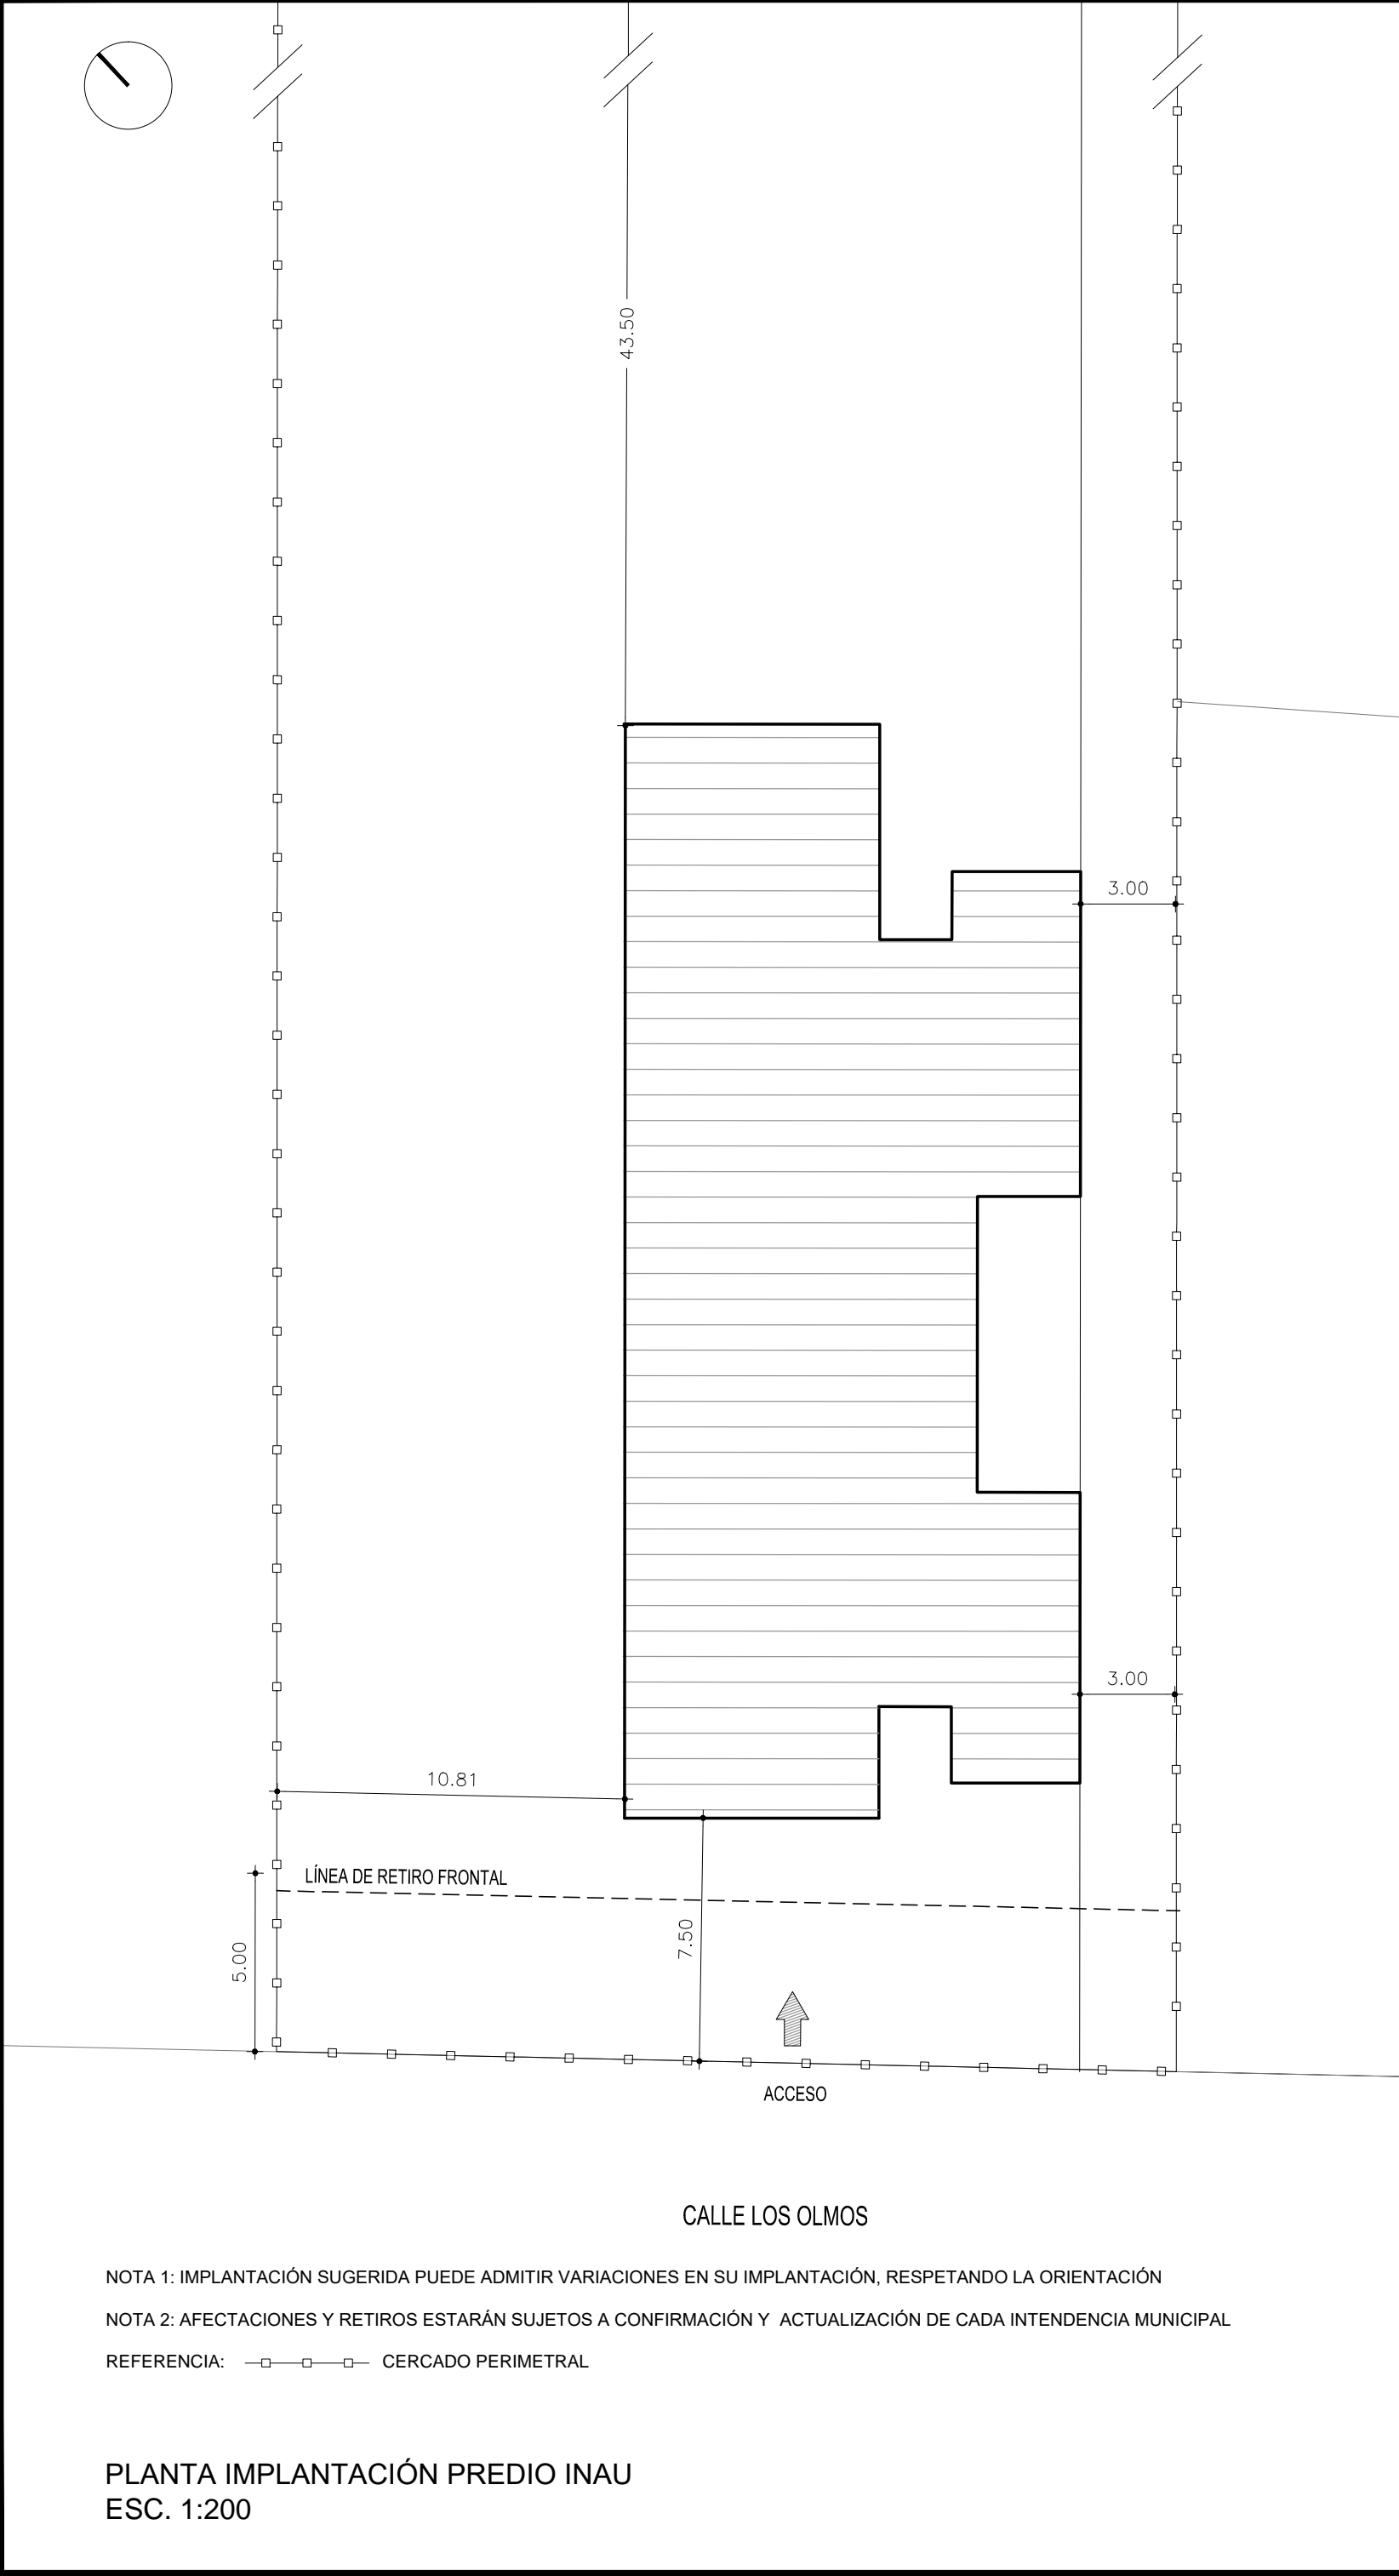 43.50
3.00
3.00
10.81
LÍNEA DE RETIRO FRONTAL
5.00
7.50
ACCESO
CALLE LOS OLMOS
NOTA 1: IMPLANTACIÓN SUGERIDA PUEDE ADMITIR VARIACIONES EN SU IMPLANTACIÓN, RESPETANDO LA ORIENTACIÓN
NOTA 2: AFECTACIONES Y RETIROS ESTARÁN SUJETOS A CONFIRMACIÓN Y ACTUALIZACIÓN DE CADA INTENDENCIA MUNICIPAL
REFERENCIA: CERCADO PERIMETRAL
PLANTA IMPLANTACIÓN PREDIO INAU
ESC. 1:200